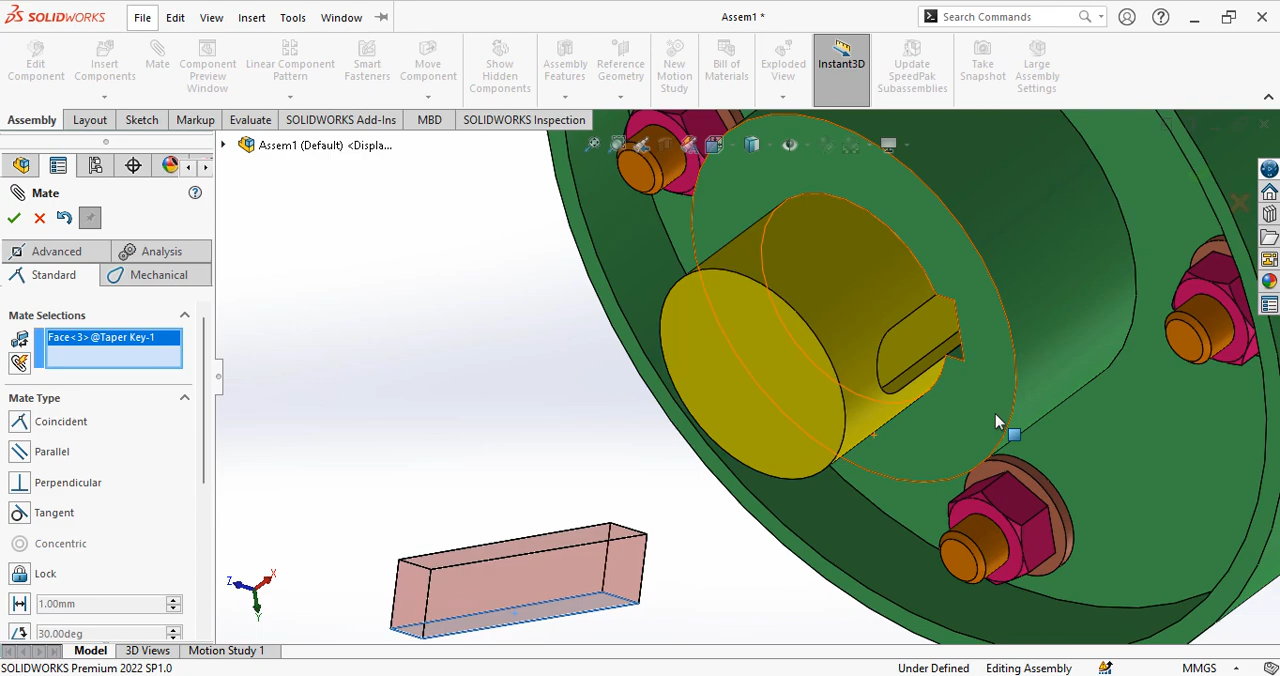 SOLIDWORKS File Edit View Insert Tools Window Assem1 * Search Commands
Edit Component Insert Components Mate Component Preview Window Linear Component Pattern Smart Fasteners Move Component Show Hidden Components Assembly Features Reference Geometry New Motion Study Bill of Materials Exploded View Instant3D Update SpeedPak Subassemblies Take Snapshot Large Assembly Settings
Assembly Layout Sketch Markup Evaluate SOLIDWORKS Add-Ins MBD SOLIDWORKS Inspection
Assem1 (Default) <Displa...
Mate
Advanced Analysis
Standard Mechanical
Mate Selections
Face<3>@Taper Key-1
Mate Type
Coincident
Parallel
Perpendicular
Tangent
Concentric
Lock
1.00mm
30.00deg
Z X Y
Model 3D Views Motion Study 1
SOLIDWORKS Premium 2022 SP1.0 Under Defined Editing Assembly MMGS